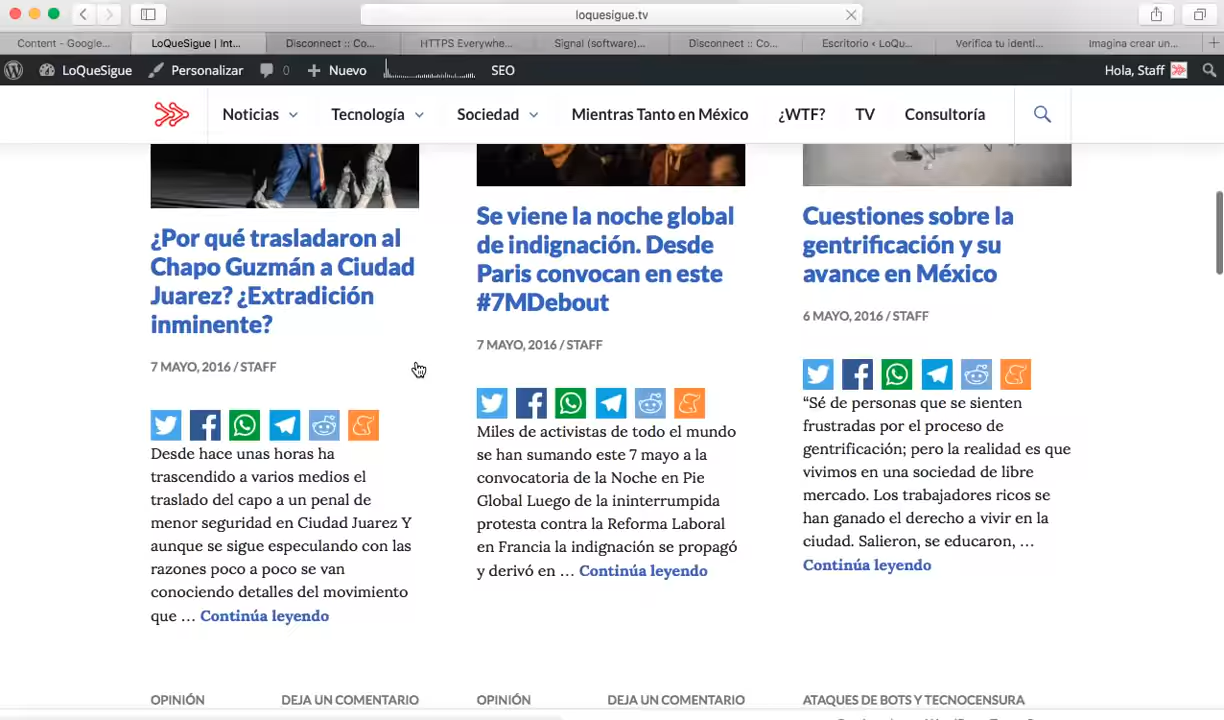 loquesigue.tv
Content - Google...
LoQueSigue | Int...
Disconnect :: Co...
HTTPS Everywhe...
Signal (software)...
Disconnect :: Co...
Escritorio ‹ LoQu...
Verifica tu identi...
Imagina crear un...
LoQueSigue
Personalizar
0
Nuevo
SEO
Hola, Staff
Noticias
Tecnología
Sociedad
Mientras Tanto en México
¿WTF?
TV
Consultoría
¿Por qué trasladaron al
Chapo Guzmán a Ciudad
Juarez? ¿Extradición
inminente?
7 MAYO, 2016 / STAFF
Desde hace unas horas ha
trascendido a varios medios el
traslado del capo a un penal de
menor seguridad en Ciudad Juarez Y
aunque se sigue especulando con las
razones poco a poco se van
conociendo detalles del movimiento
que … Continúa leyendo
Se viene la noche global
de indignación. Desde
Paris convocan en este
#7MDebout
7 MAYO, 2016 / STAFF
Miles de activistas de todo el mundo
se han sumando este 7 mayo a la
convocatoria de la Noche en Pie
Global Luego de la ininterrumpida
protesta contra la Reforma Laboral
en Francia la indignación se propagó
y derivó en … Continúa leyendo
Cuestiones sobre la
gentrificación y su
avance en México
6 MAYO, 2016 / STAFF
“Sé de personas que se sienten
frustradas por el proceso de
gentrificación; pero la realidad es que
vivimos en una sociedad de libre
mercado. Los trabajadores ricos se
han ganado el derecho a vivir en la
ciudad. Salieron, se educaron, …
Continúa leyendo
OPINIÓN
DEJA UN COMENTARIO
OPINIÓN
DEJA UN COMENTARIO
ATAQUES DE BOTS Y TECNOCENSURA